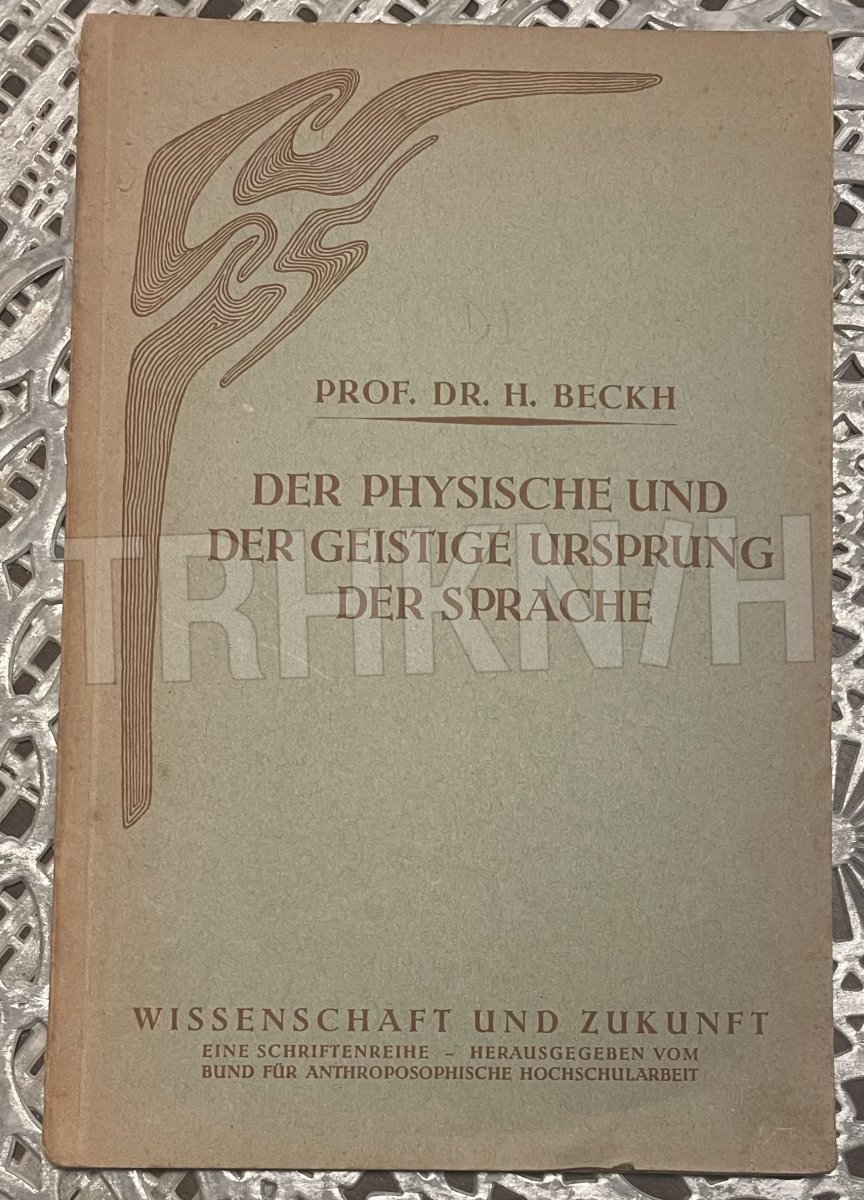 PROF. DR. H. BECKH
DER PHYSISCHE UND
DER GEISTIGE URSPRUNG
DER SPRACHE
TRHKN/H
WISSENSCHAFT UND ZUKUNFT
EINE SCHRIFTENREIHE – HERAUSGEGEBEN VOM
BUND FÜR ANTHROPOSOPHISCHE HOCHSCHULARBEIT